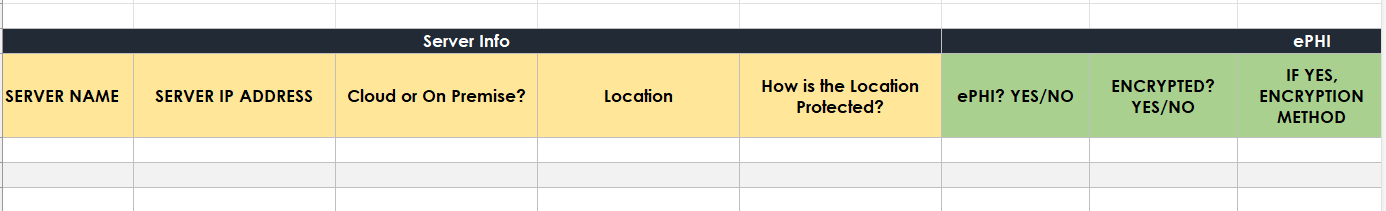 Server Info
ePHI
SERVER NAME
SERVER IP ADDRESS
Cloud or On Premise?
Location
How is the Location
Protected?
ePHI? YES/NO
ENCRYPTED?
YES/NO
IF YES,
ENCRYPTION
METHOD